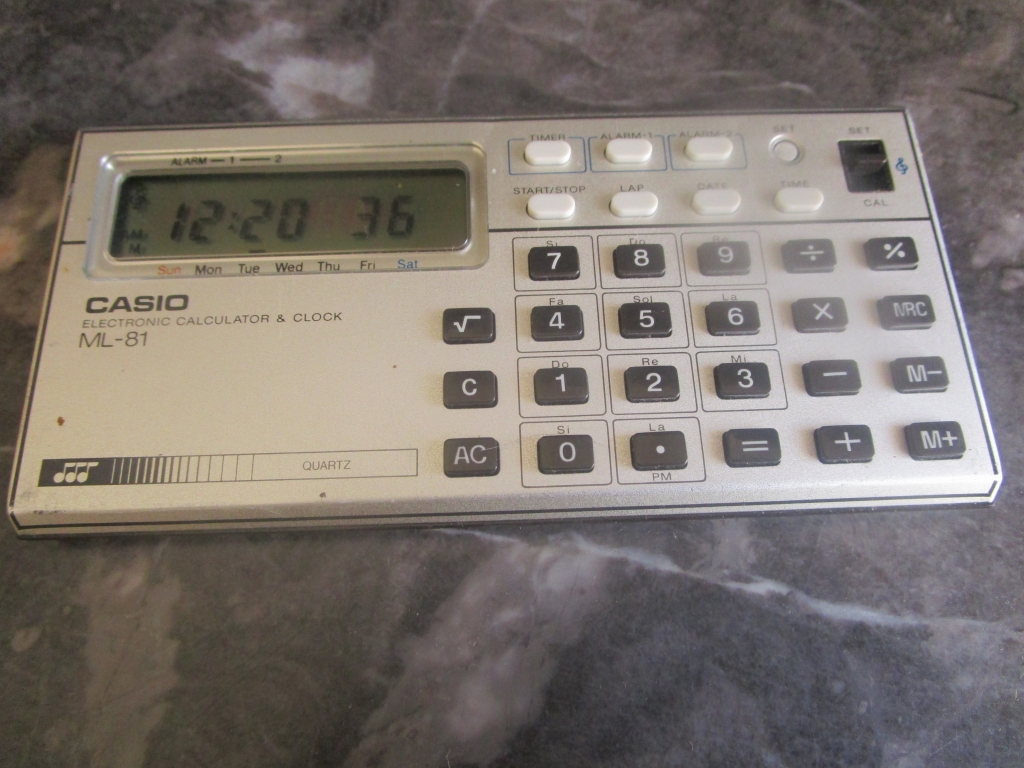 ALARM — 1 — 2
12:20 36
Sun Mon Tue Wed Thu Fri Sat
CASIO
ELECTRONIC CALCULATOR & CLOCK
ML-81
QUARTZ
TIMER ALARM-1 ALARM-2 SET SET
START/STOP LAP DATE TIME CAL
Si
7 8 9 ÷ %
Fa Sol La
√ 4 5 6 × MRC
Do Re Mi
C 1 2 3 − M−
Si La
AC 0 • = + M+
PM